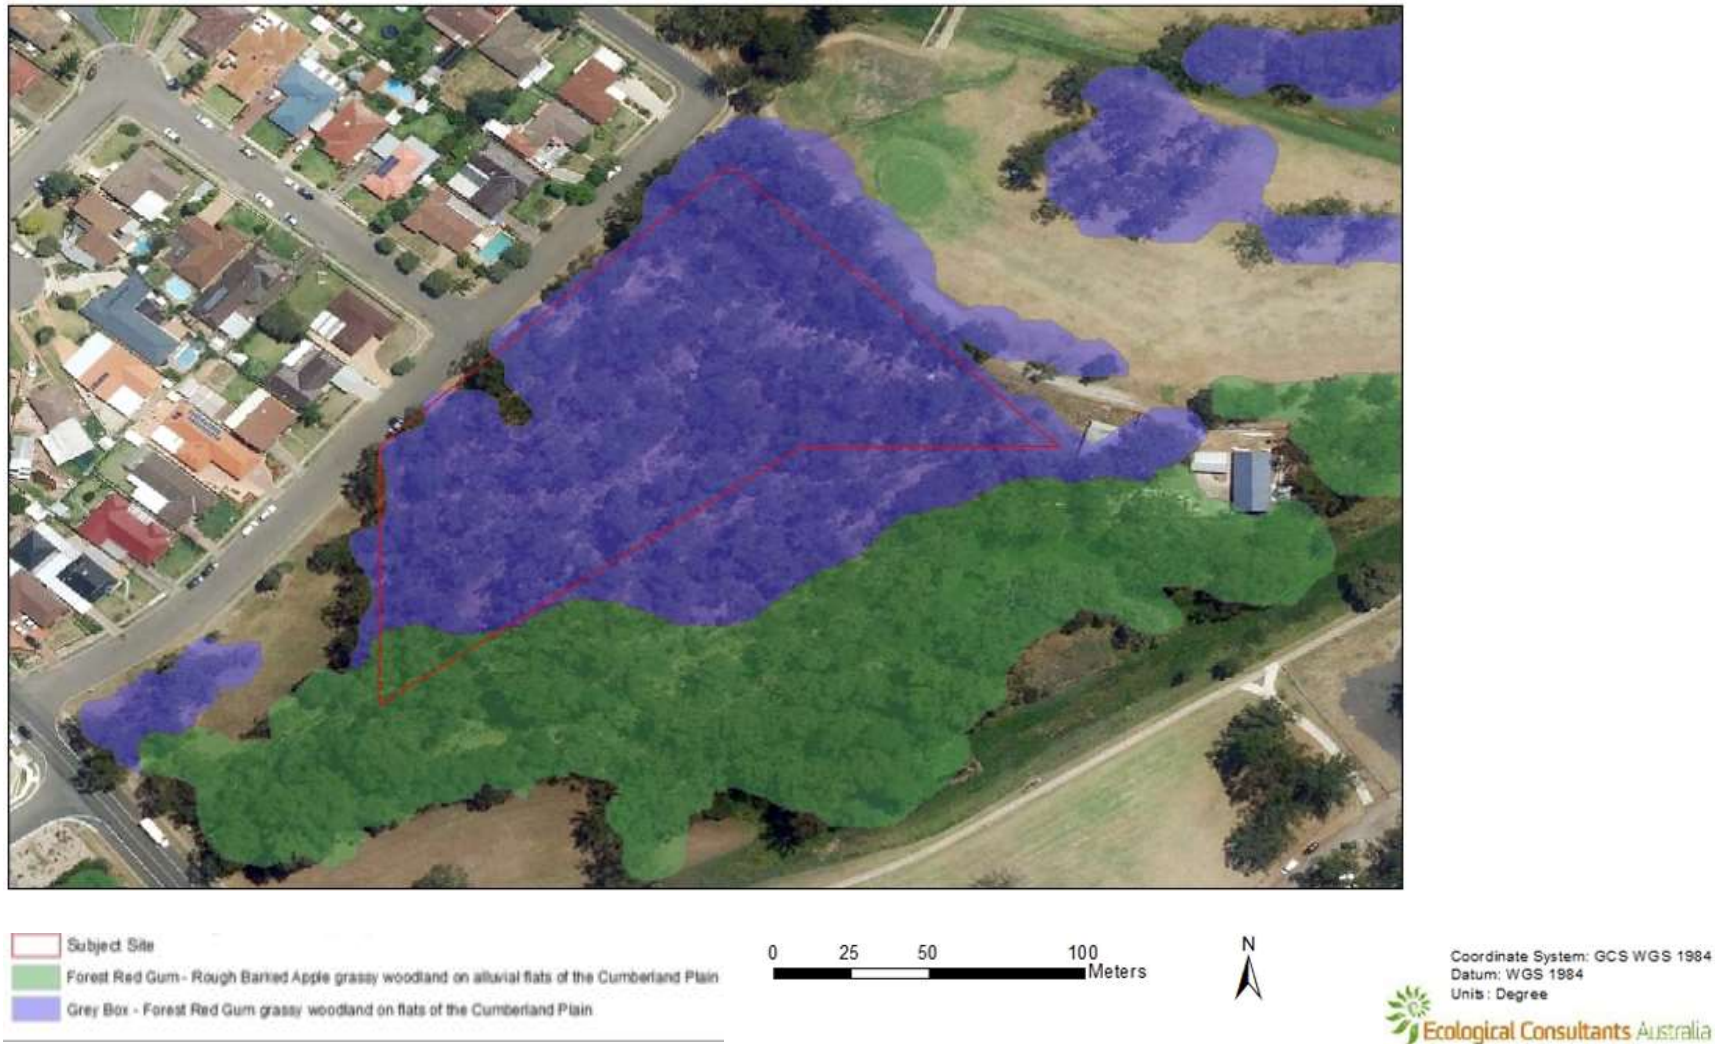 Subject Site
Forest Red Gum - Rough Barked Apple grassy woodland on alluvial flats of the Cumberland Plain
Grey Box - Forest Red Gum grassy woodland on flats of the Cumberland Plain
0 25 50 100
Meters
N
Coordinate System: GCS WGS 1984
Datum: WGS 1984
Units: Degree
Ecological Consultants Australia